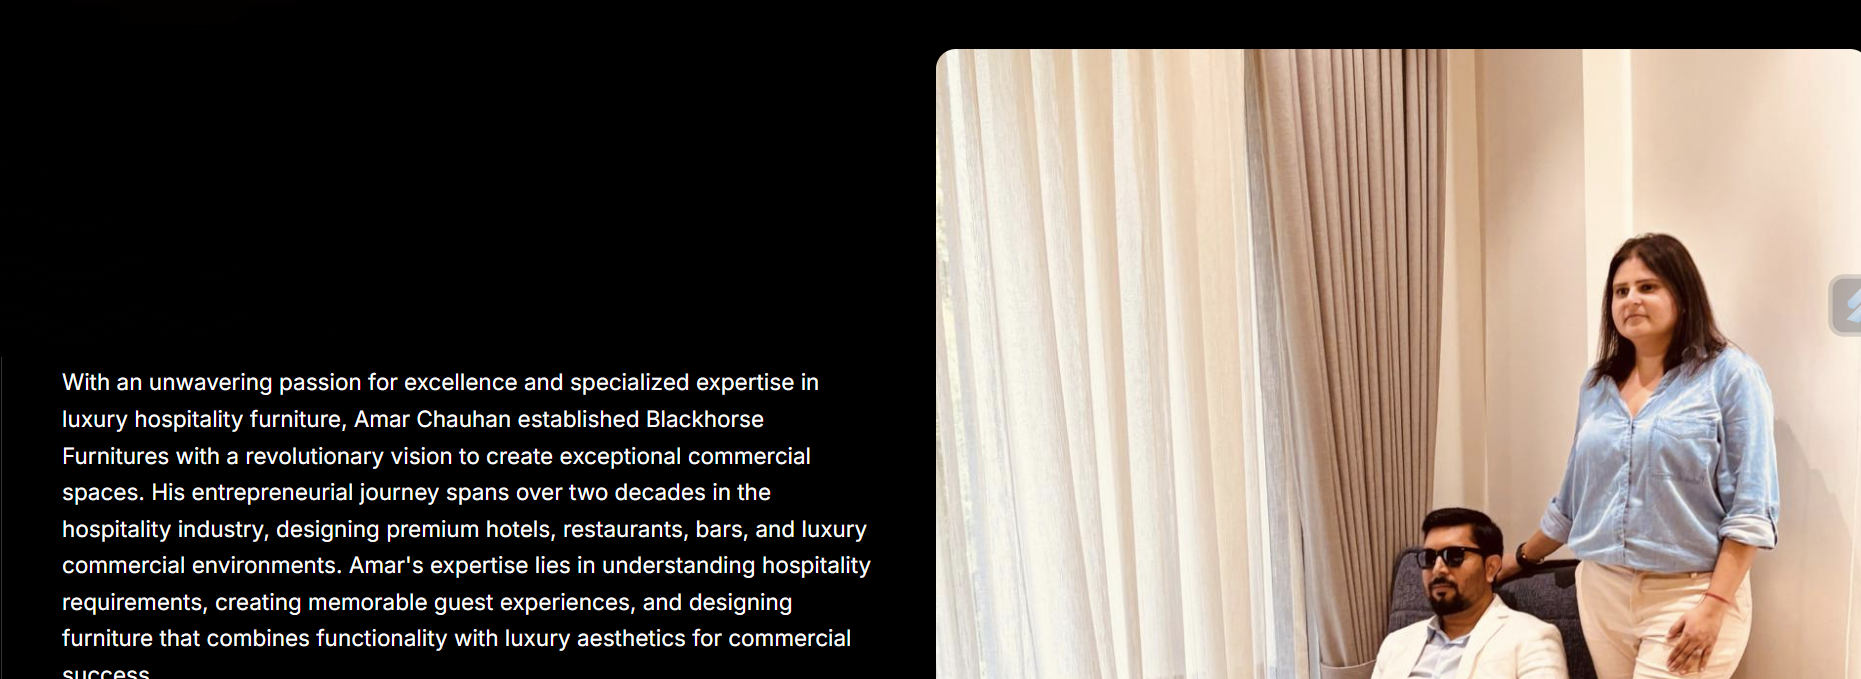 With an unwavering passion for excellence and specialized expertise in
luxury hospitality furniture, Amar Chauhan established Blackhorse
Furnitures with a revolutionary vision to create exceptional commercial
spaces. His entrepreneurial journey spans over two decades in the
hospitality industry, designing premium hotels, restaurants, bars, and luxury
commercial environments. Amar's expertise lies in understanding hospitality
requirements, creating memorable guest experiences, and designing
furniture that combines functionality with luxury aesthetics for commercial
success.